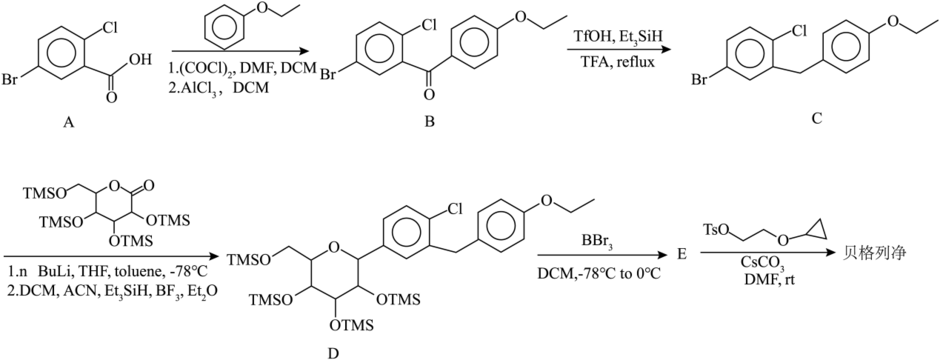 Cl
OH
Br
O
A
O
1.(COCl)₂, DMF, DCM
2.AlCl₃， DCM
Cl
O
Br
O
B
TfOH, Et₃SiH
TFA, reflux
Cl
O
Br
C
O
O
TMSO
TMSO
OTMS
OTMS
1.n BuLi, THF, toluene, -78℃
2.DCM, ACN, Et₃SiH, BF₃, Et₂O
Cl
O
O
TMSO
TMSO
OTMS
OTMS
D
BBr₃
DCM,-78℃ to 0℃
E
TsO
O
CsCO₃
DMF, rt
贝格列净